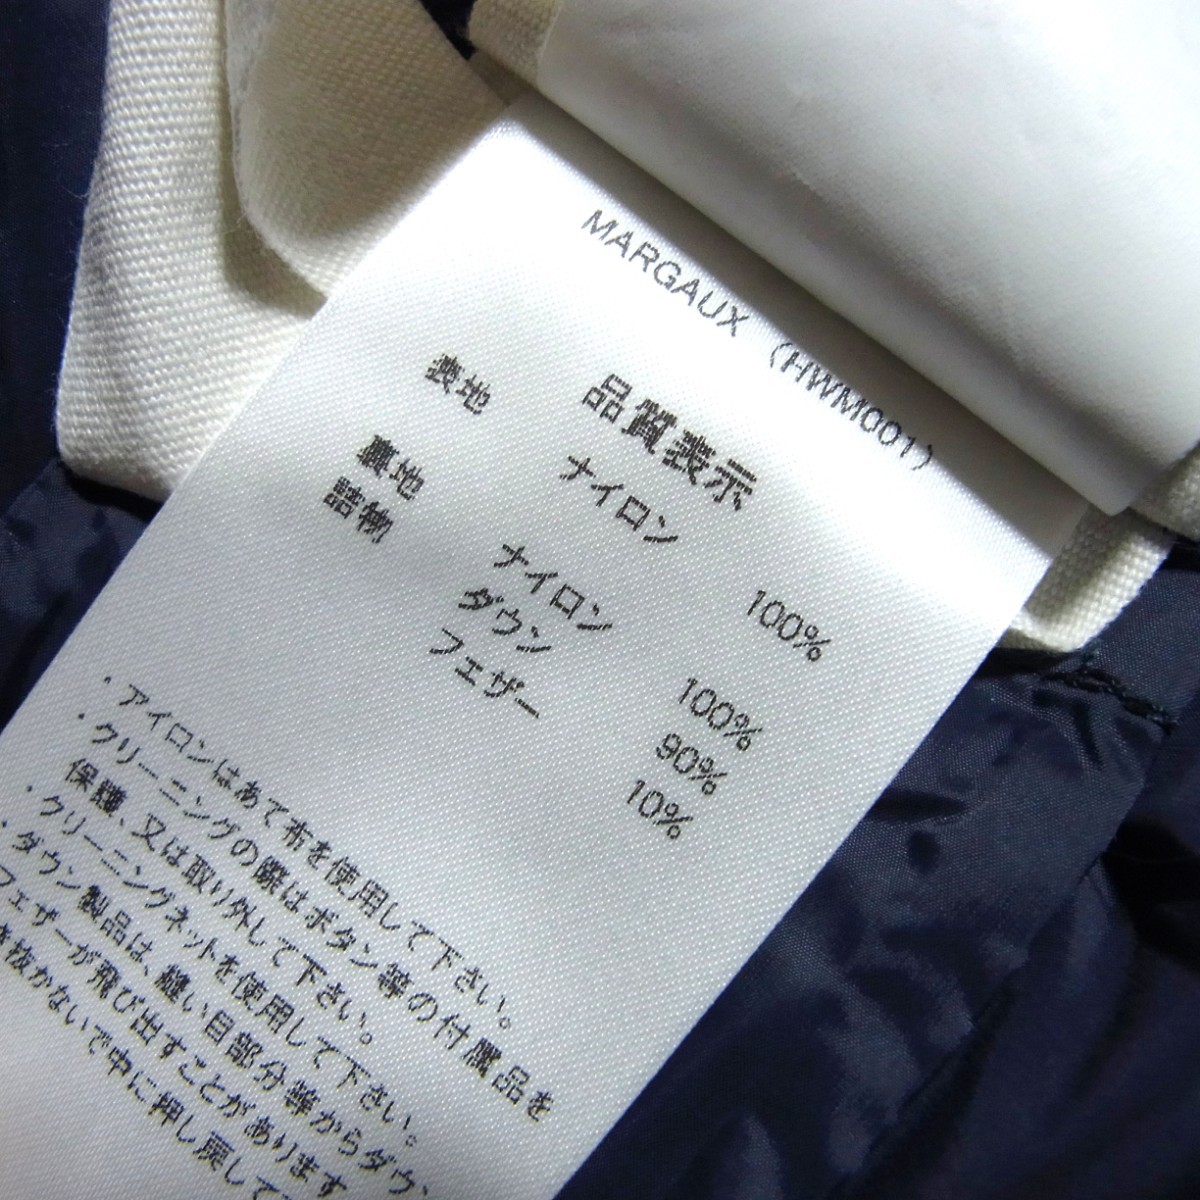 MARGAUX (HWM001)
品質表示
表地 ナイロン 100%
裏地 ナイロン 100%
詰物 ダウン 90%
フェザー 10%
・アイロンはあて布を使用して下さい。
・クリーニングの際はボタン等の付属品を
保護、又は取り外して下さい。
・クリーニングネットを使用して下さい。
・ダウン製品は、縫い目部分等からダウ
フェザーが飛び出すことがあります
抜かないで中に押し戻して